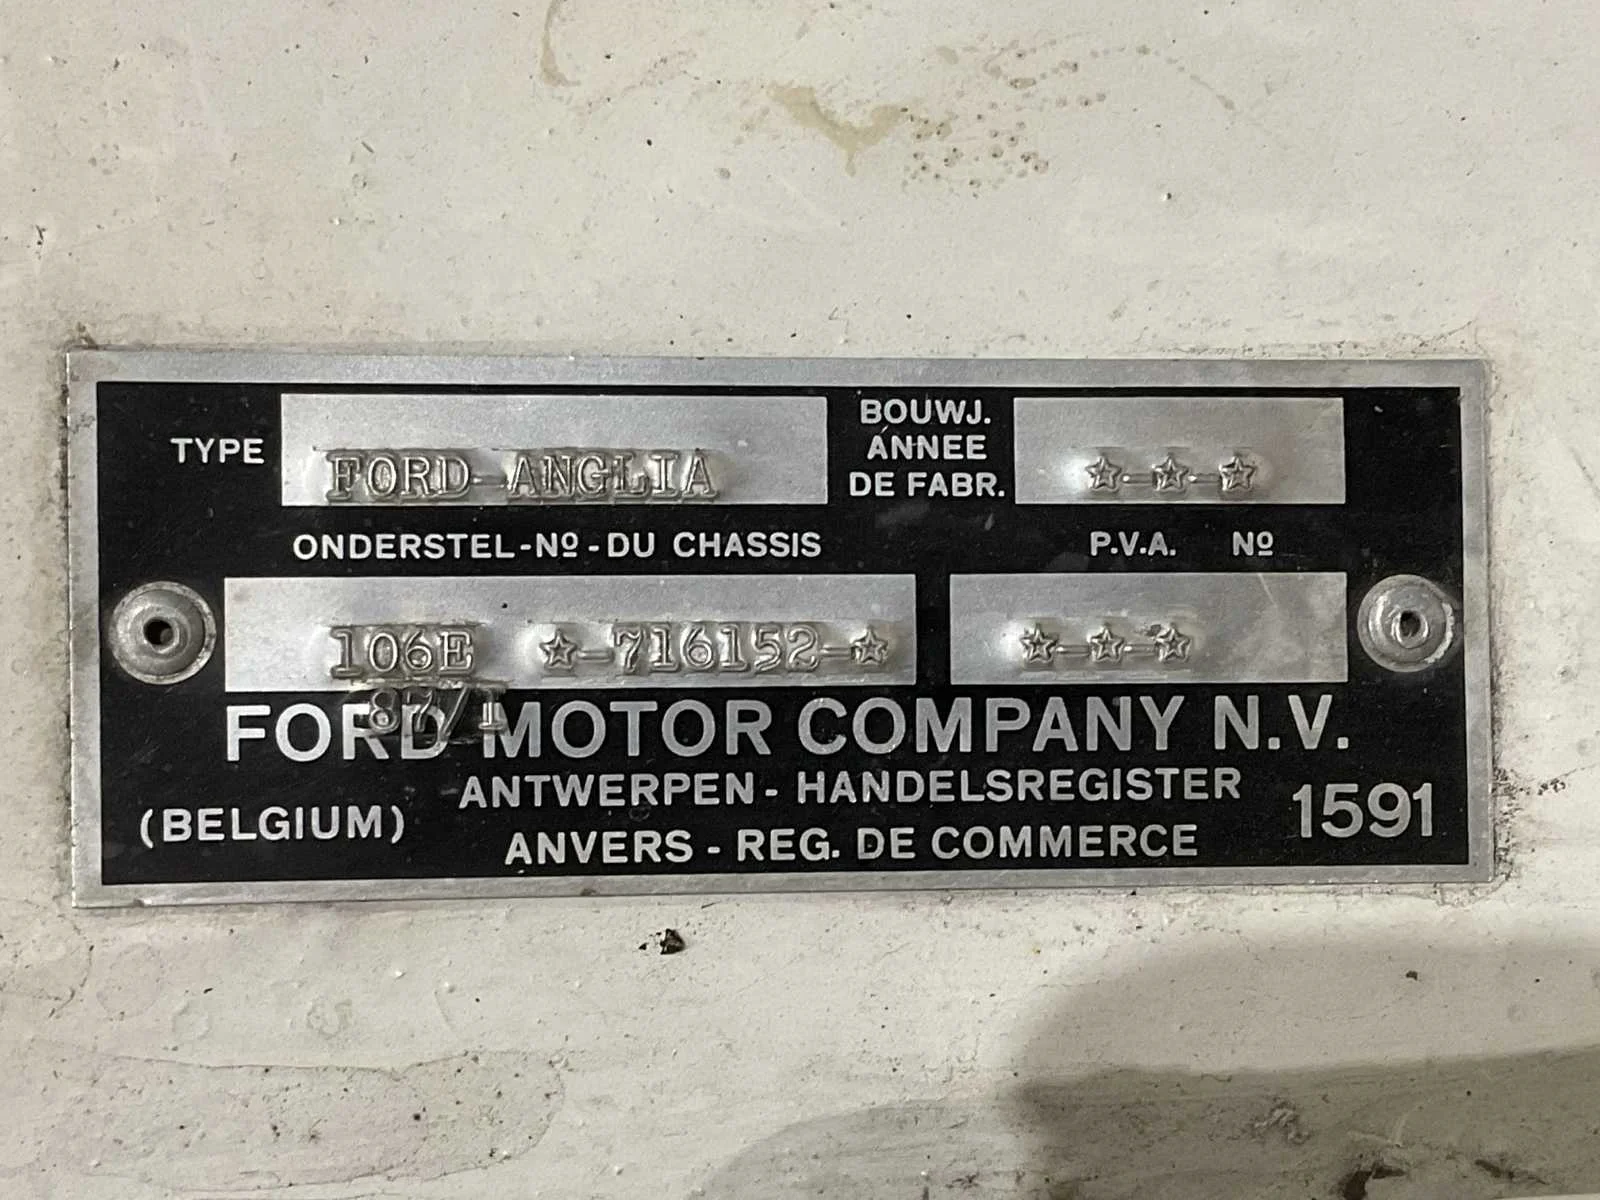 TYPE FORD ANGLIA
BOUWJ.
ANNEE
DE FABR. ☆-☆-☆
ONDERSTEL-Nº-DU CHASSIS
P.V.A. Nº
106E ☆-716152-☆
☆-☆-☆
877I
FORD MOTOR COMPANY N.V.
ANTWERPEN - HANDELSREGISTER
(BELGIUM)
ANVERS - REG. DE COMMERCE
1591